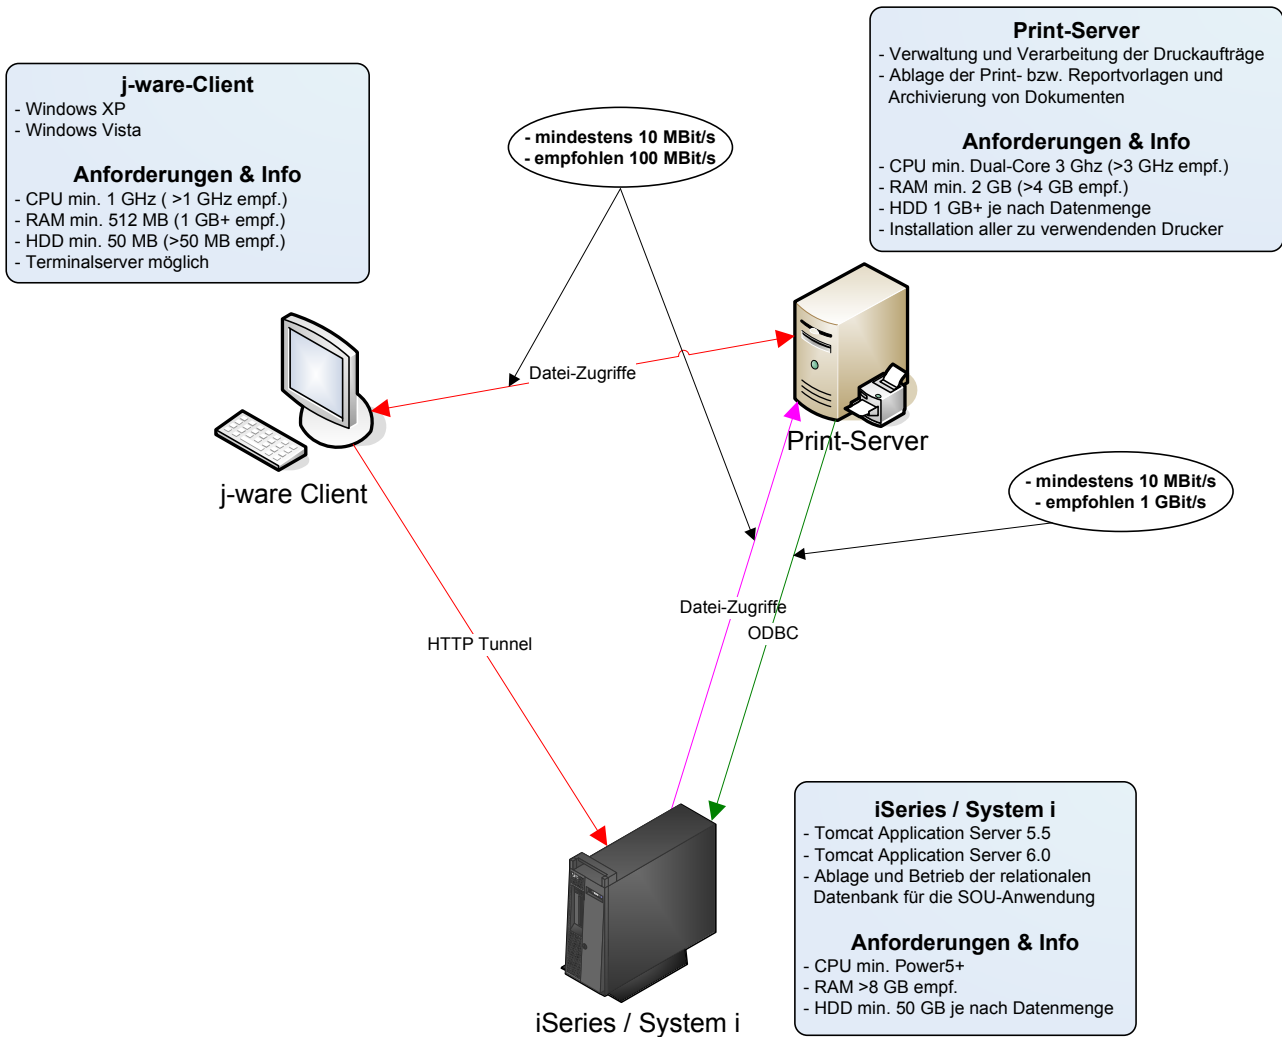 j-ware-Client
- Windows XP
- Windows Vista
Anforderungen & Info
- CPU min. 1 GHz ( >1 GHz empf.)
- RAM min. 512 MB (1 GB+ empf.)
- HDD min. 50 MB (>50 MB empf.)
- Terminalserver möglich
- mindestens 10 MBit/s
- empfohlen 100 MBit/s
Print-Server
- Verwaltung und Verarbeitung der Druckaufträge
- Ablage der Print- bzw. Reportvorlagen und
Archivierung von Dokumenten
Anforderungen & Info
- CPU min. Dual-Core 3 Ghz (>3 GHz empf.)
- RAM min. 2 GB (>4 GB empf.)
- HDD 1 GB+ je nach Datenmenge
- Installation aller zu verwendenden Drucker
Datei-Zugriffe
Print-Server
j-ware Client
- mindestens 10 MBit/s
- empfohlen 1 GBit/s
Datei-Zugriffe
ODBC
HTTP Tunnel
iSeries / System i
- Tomcat Application Server 5.5
- Tomcat Application Server 6.0
- Ablage und Betrieb der relationalen
Datenbank für die SOU-Anwendung
Anforderungen & Info
- CPU min. Power5+
- RAM >8 GB empf.
- HDD min. 50 GB je nach Datenmenge
iSeries / System i